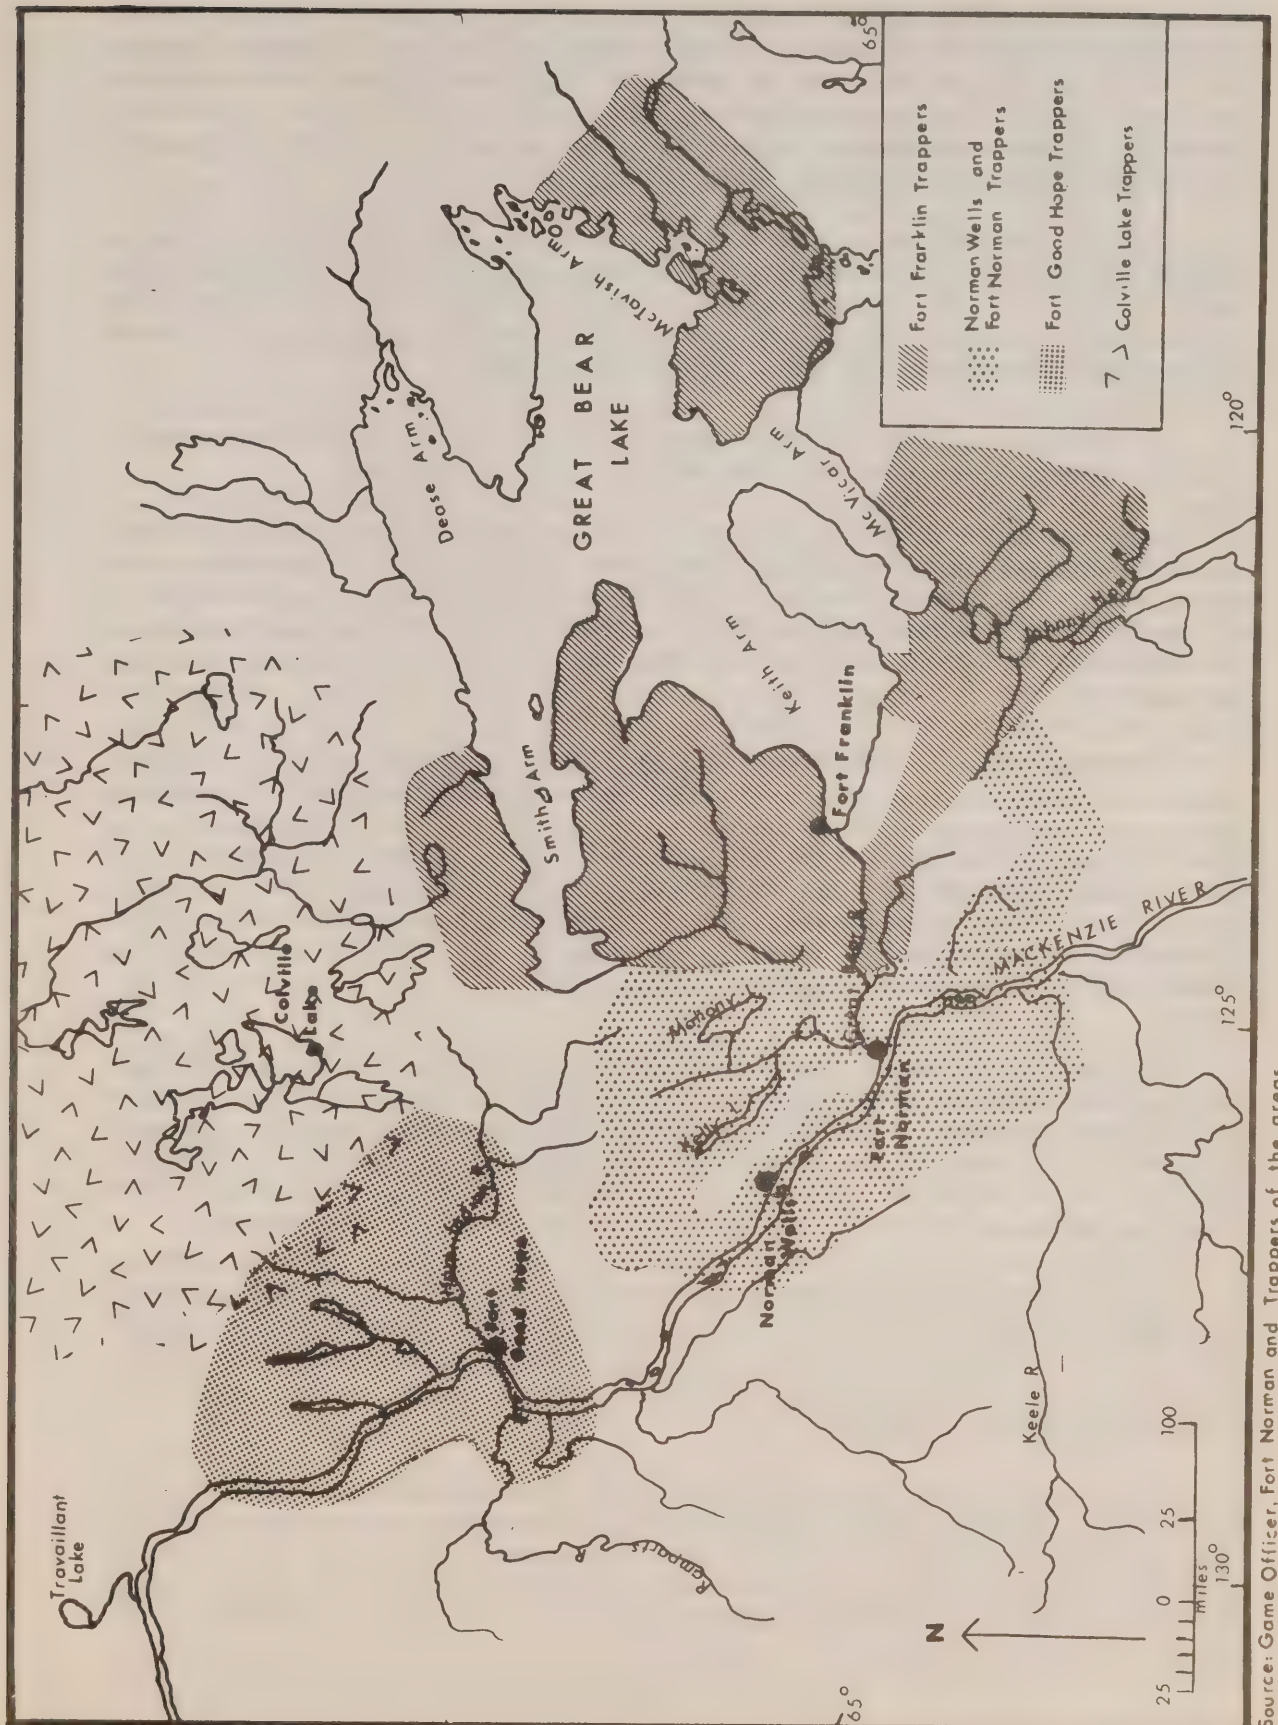 Travaillant
Lake
Colville
Lake
Dease Arm
McTavish Arm
GREAT BEAR
LAKE
Smith Arm
Keith Arm
Mc Vicar Arm
Fort Franklin
Fort
Good Hope
Mahony L
Kelly L
Norman
Wells
Fort
Norman
MACKENZIE RIVER
Johnny Hoe R
Ramparts R
Keele R
65°
65°
130°
125°
120°
N
25 0 25 100
miles
Fort Franklin Trappers
Norman Wells and
Fort Norman Trappers
Fort Good Hope Trappers
Colville Lake Trappers
Source: Game Officer, Fort Norman and Trappers of the areas